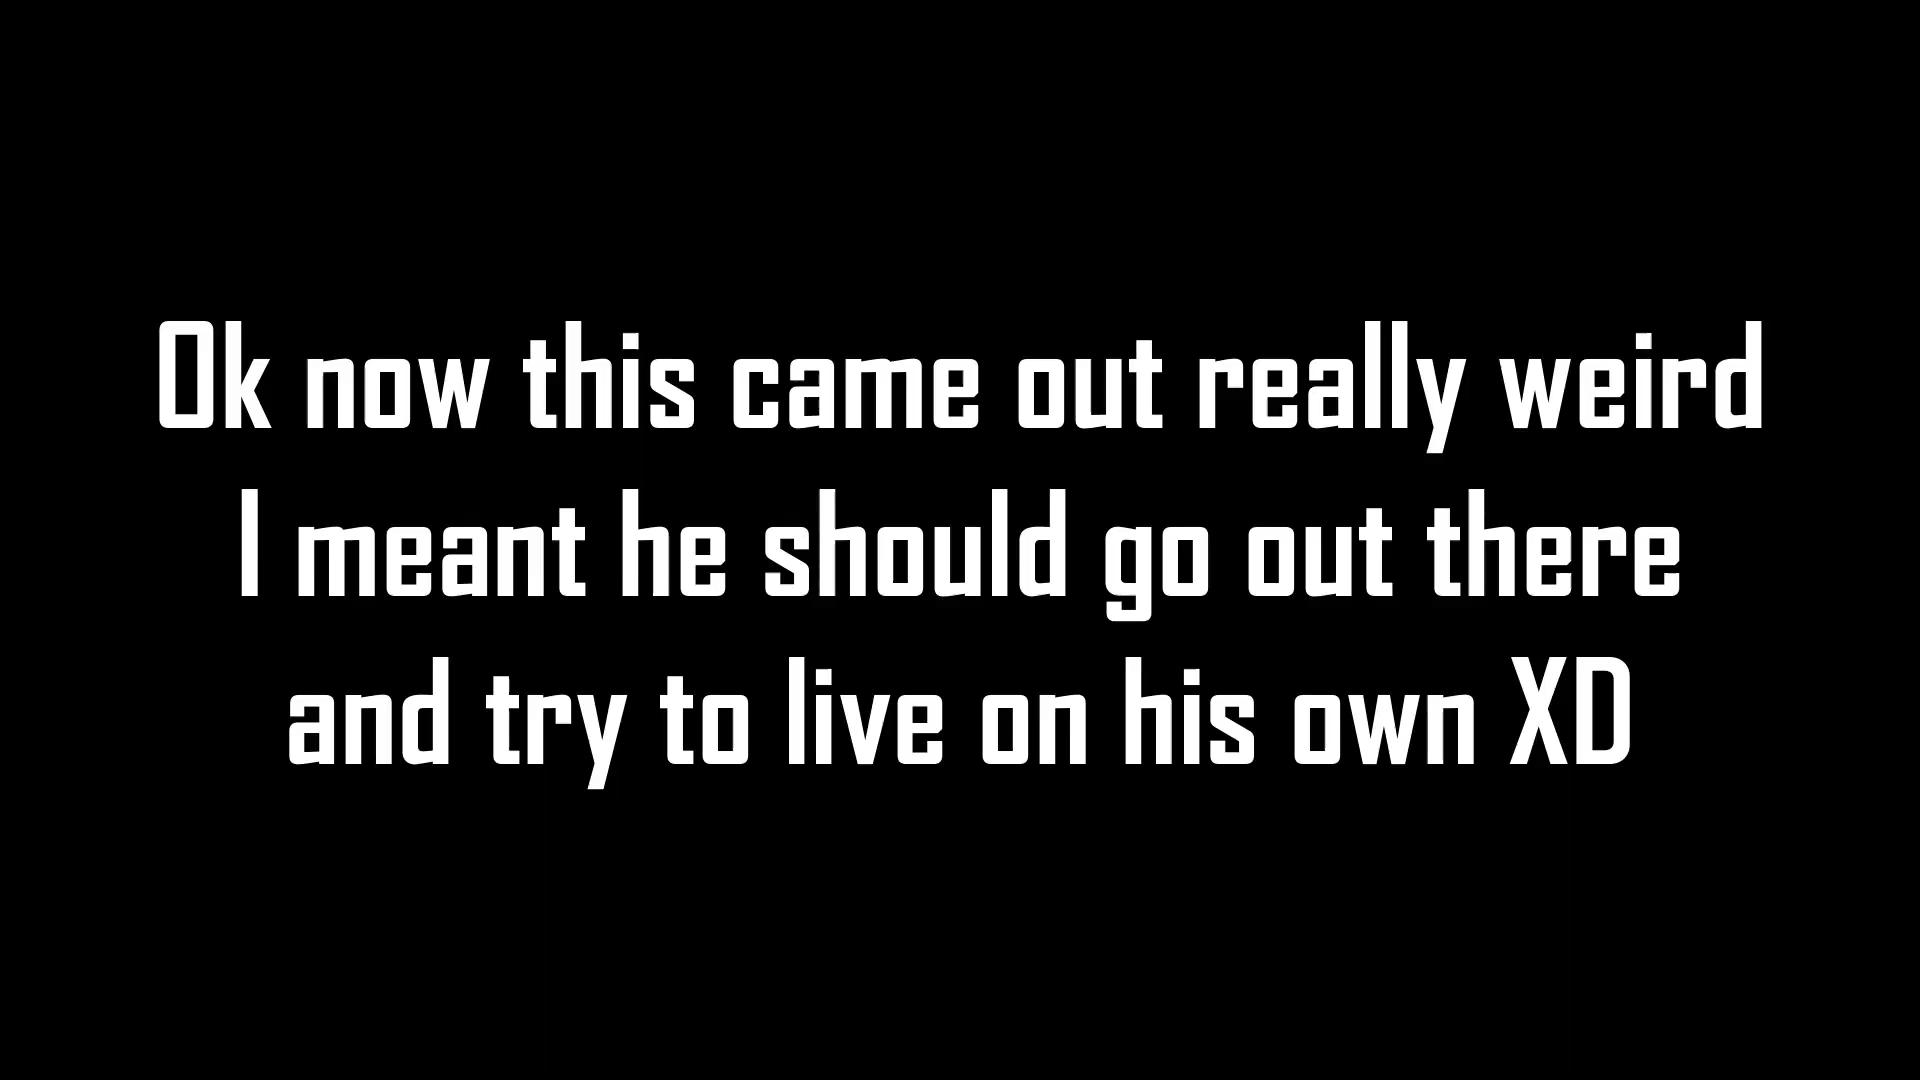 Ok now this came out really weird
I meant he should go out there
and try to live on his own XD